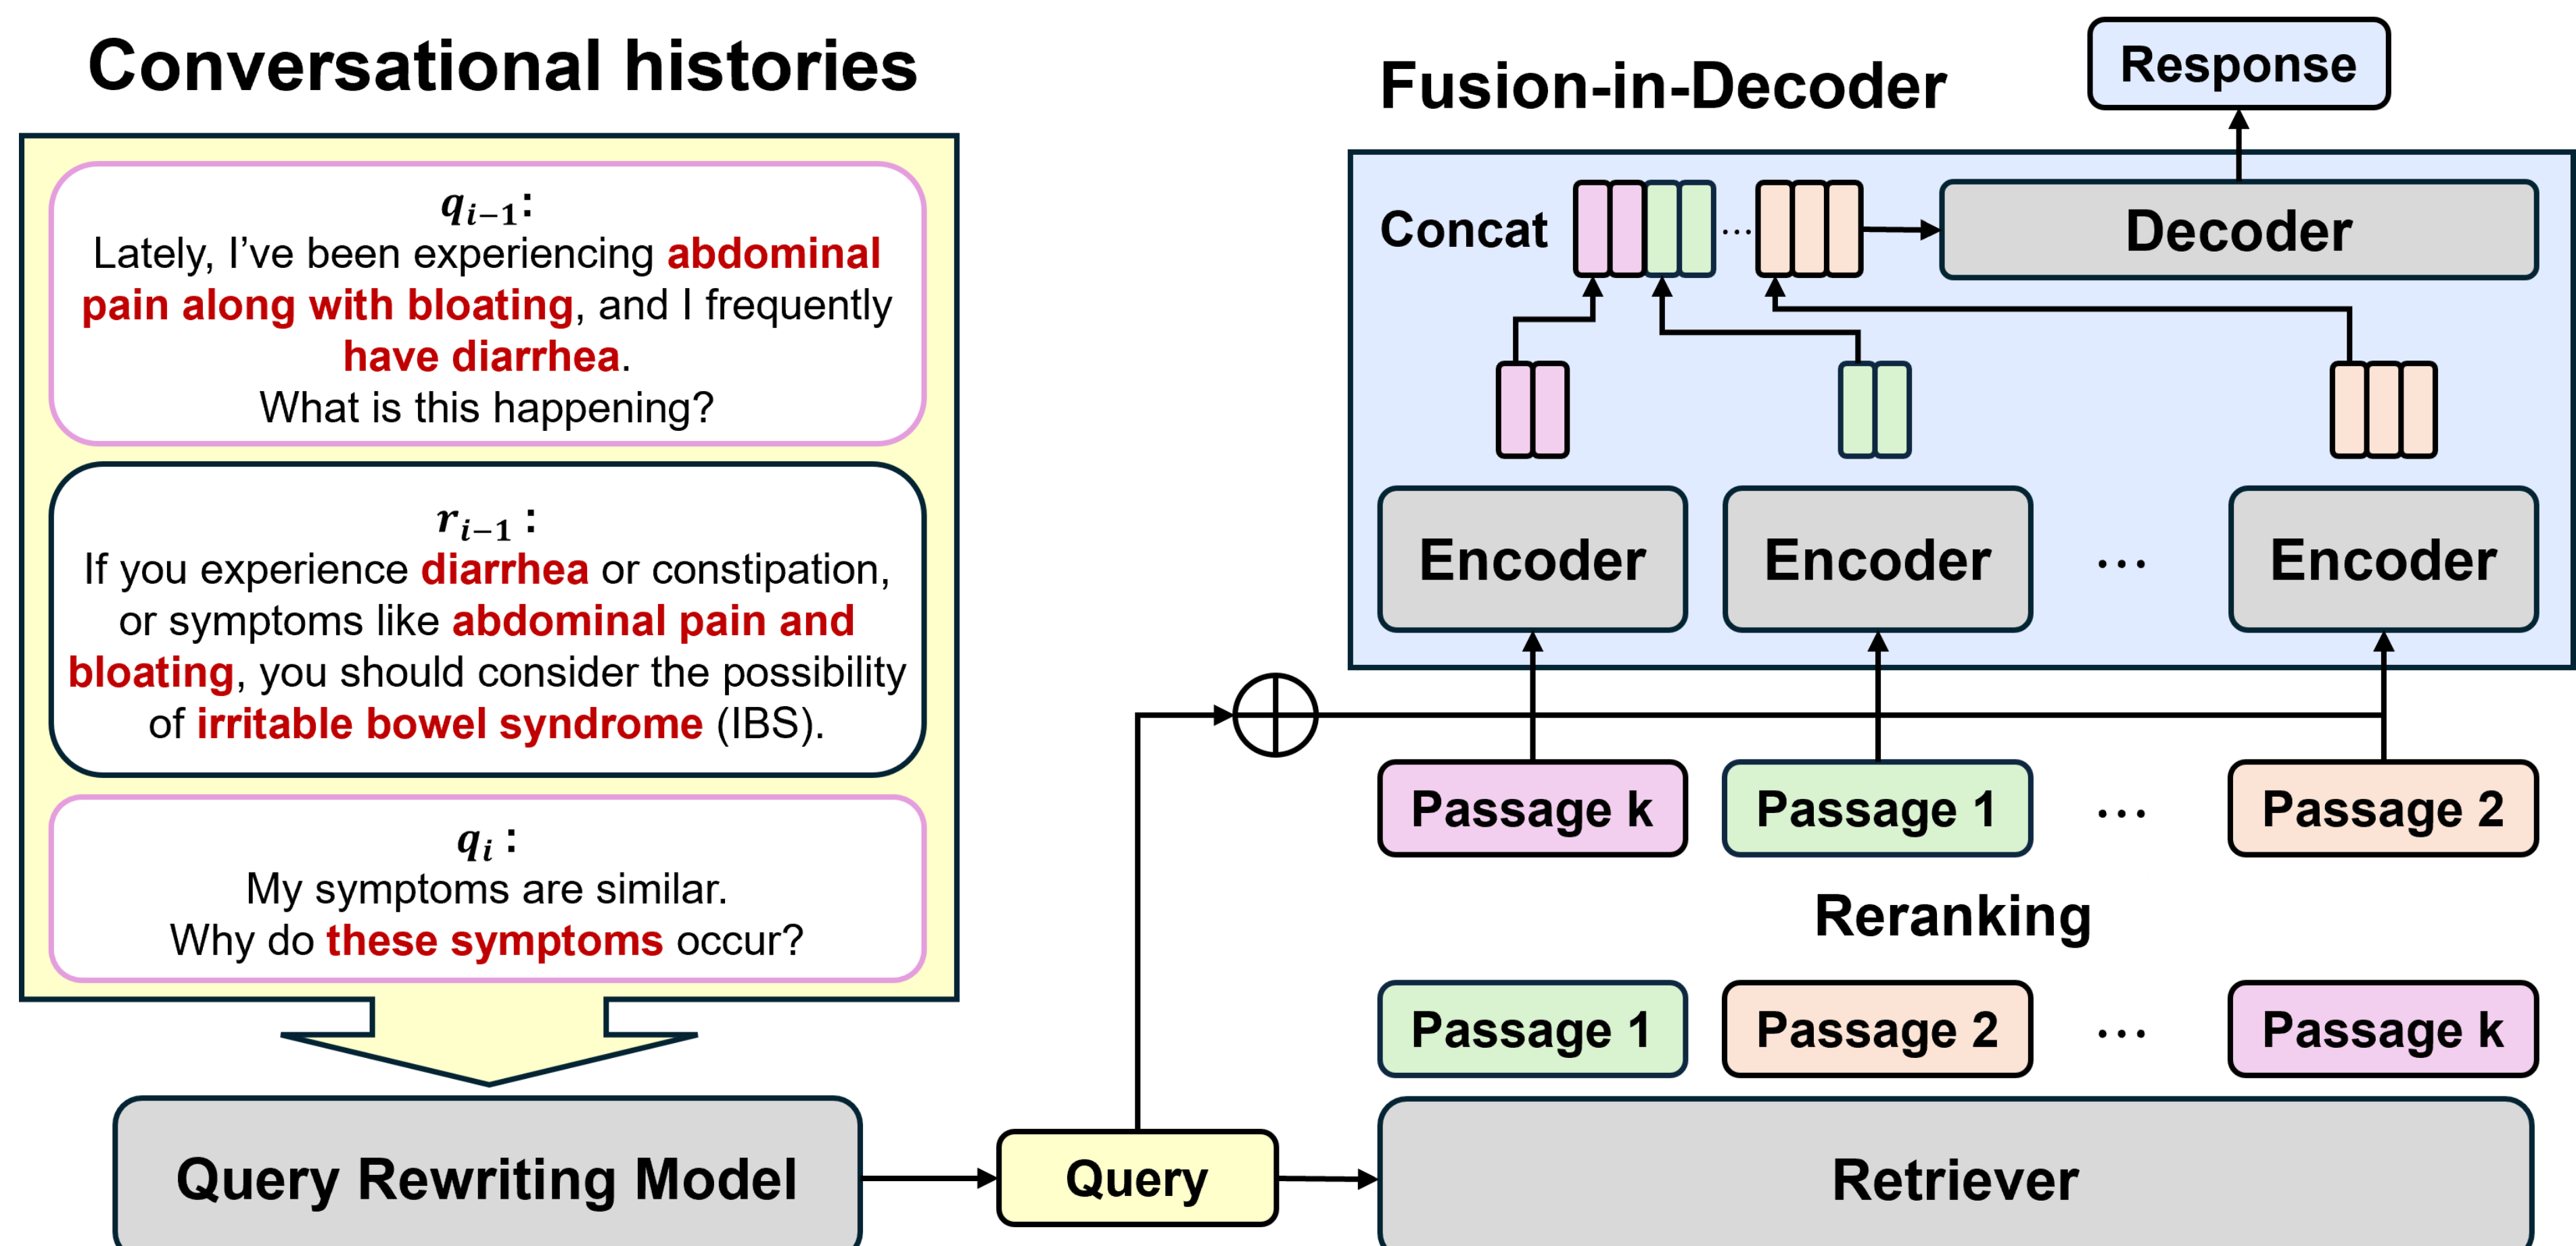 Conversational histories
q_{i−1}:
Lately, I've been experiencing abdominal
pain along with bloating, and I frequently
have diarrhea.
What is this happening?
r_{i−1} :
If you experience diarrhea or constipation,
or symptoms like abdominal pain and
bloating, you should consider the possibility
of irritable bowel syndrome (IBS).
q_i :
My symptoms are similar.
Why do these symptoms occur?
Query Rewriting Model
Query
Fusion-in-Decoder
Response
Concat
...
Decoder
Encoder
Encoder
...
Encoder
Passage k
Passage 1
...
Passage 2
Reranking
Passage 1
Passage 2
...
Passage k
Retriever